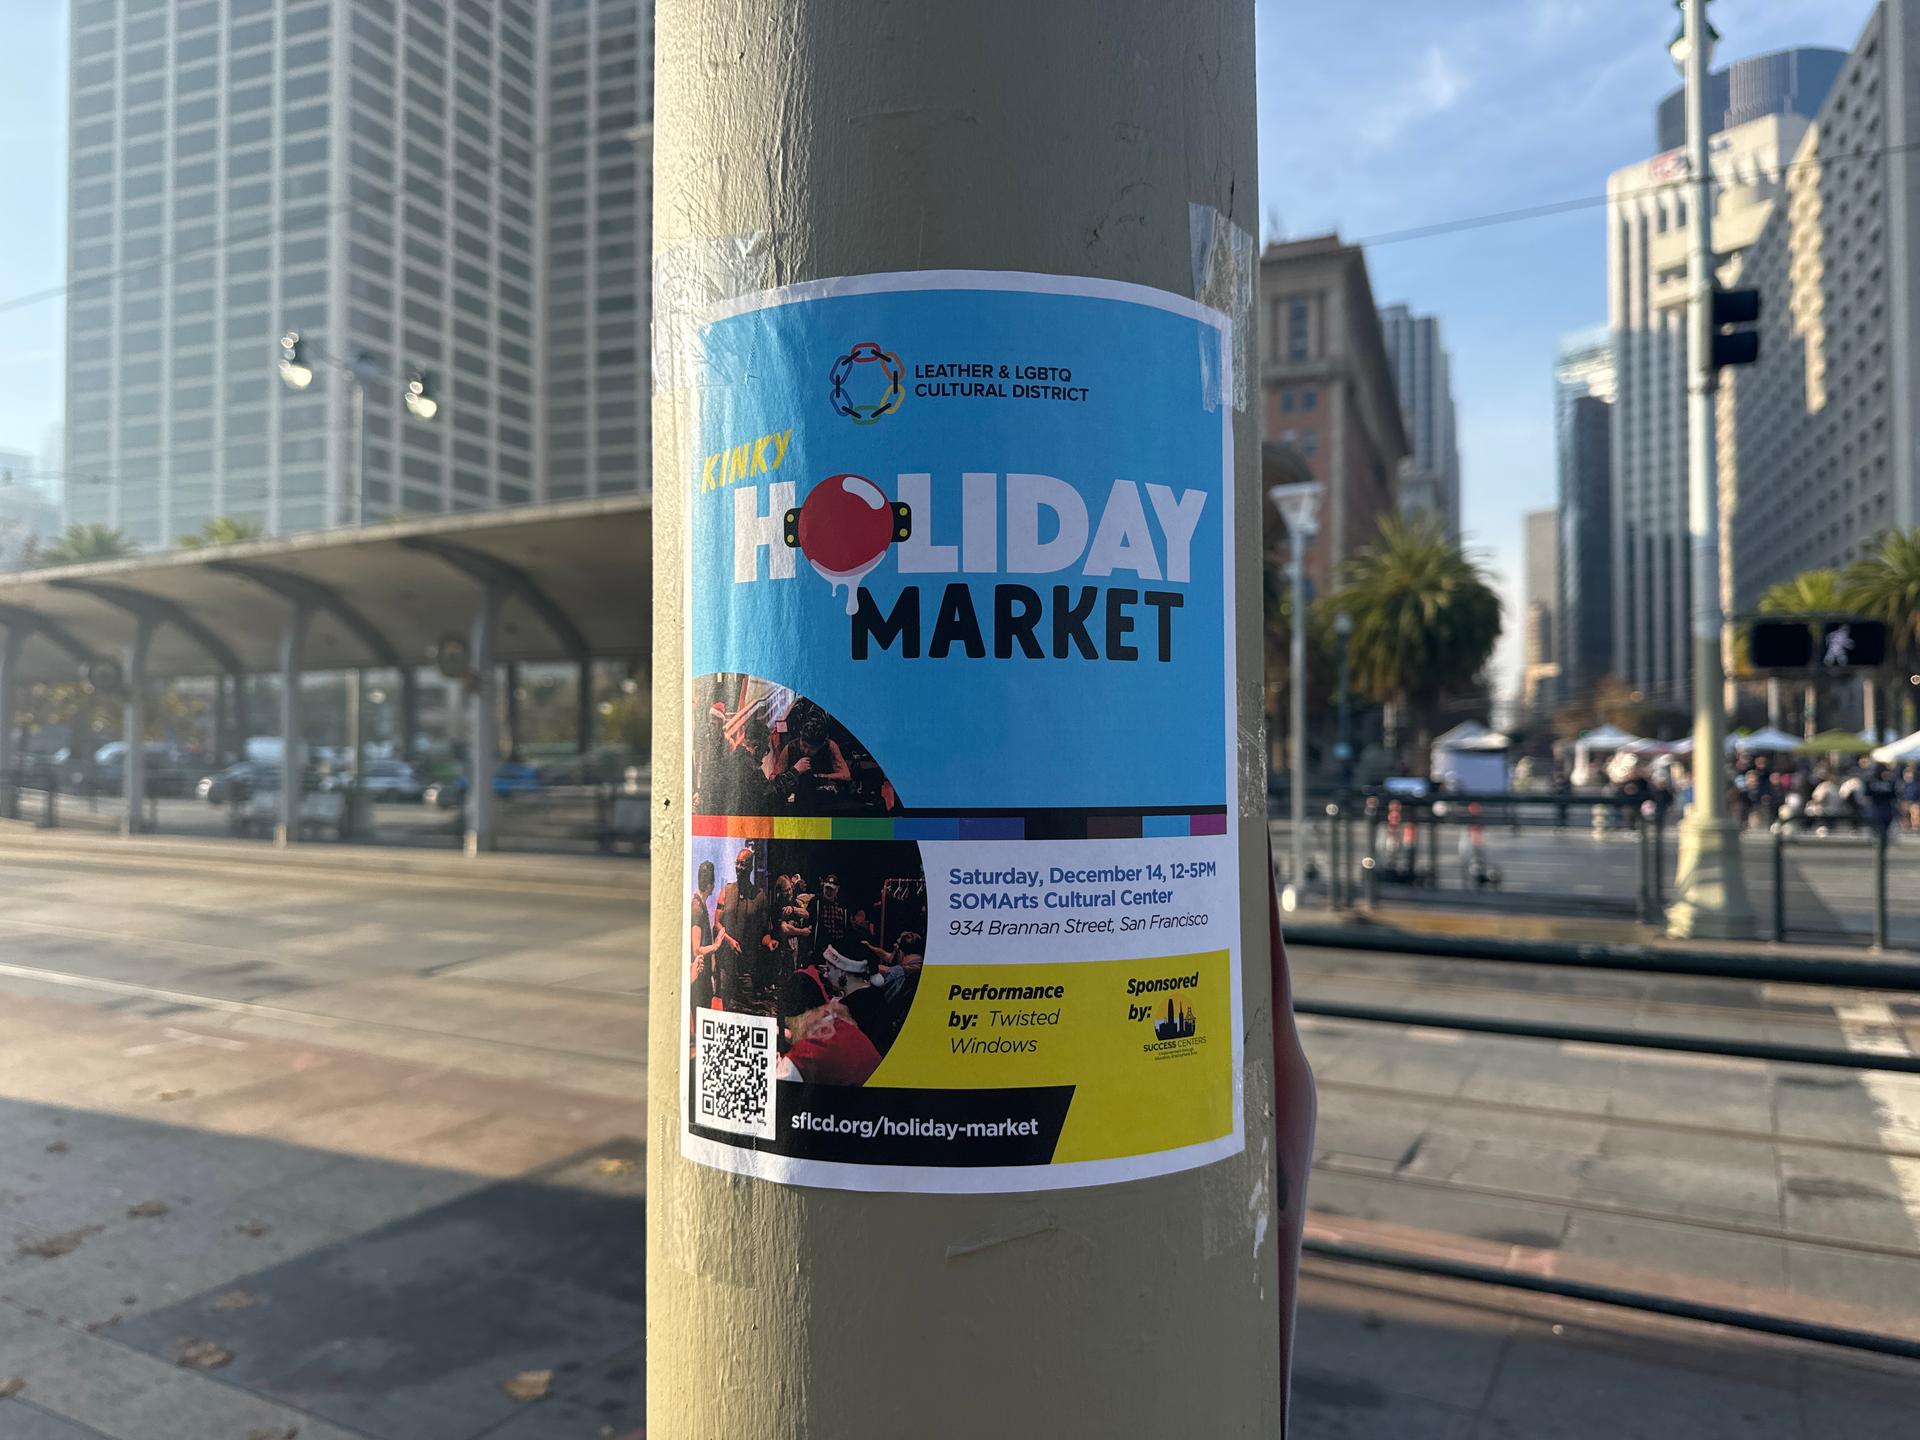 LEATHER & LGBTQ
CULTURAL DISTRICT
KINKY
HOLIDAY
MARKET
Saturday, December 14, 12-5PM
SOMArts Cultural Center
934 Brannan Street, San Francisco
Performance
by: Twisted
Windows
Sponsored
by:
SUCCESS CENTERS
sflcd.org/holiday-market